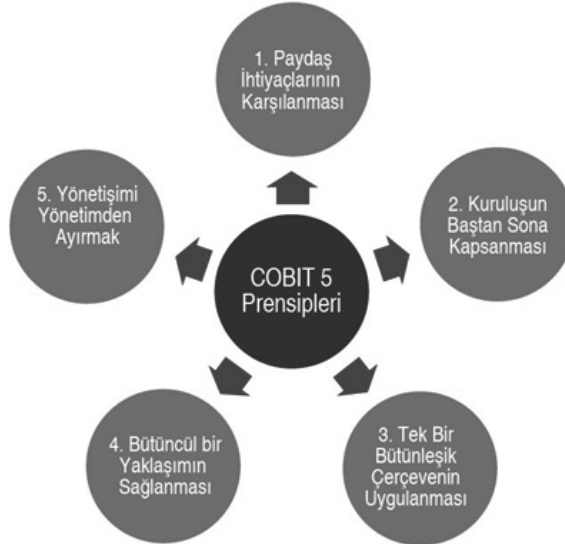 1. Paydaş
İhtiyaçlarının
Karşılanması
2. Kuruluşun
Baştan Sona
Kapsanması
3. Tek Bir
Bütünleşik
Çerçevenin
Uygulanması
4. Bütüncül bir
Yaklaşımın
Sağlanması
5. Yönetişimi
Yönetimden
Ayırmak
COBIT 5
Prensipleri